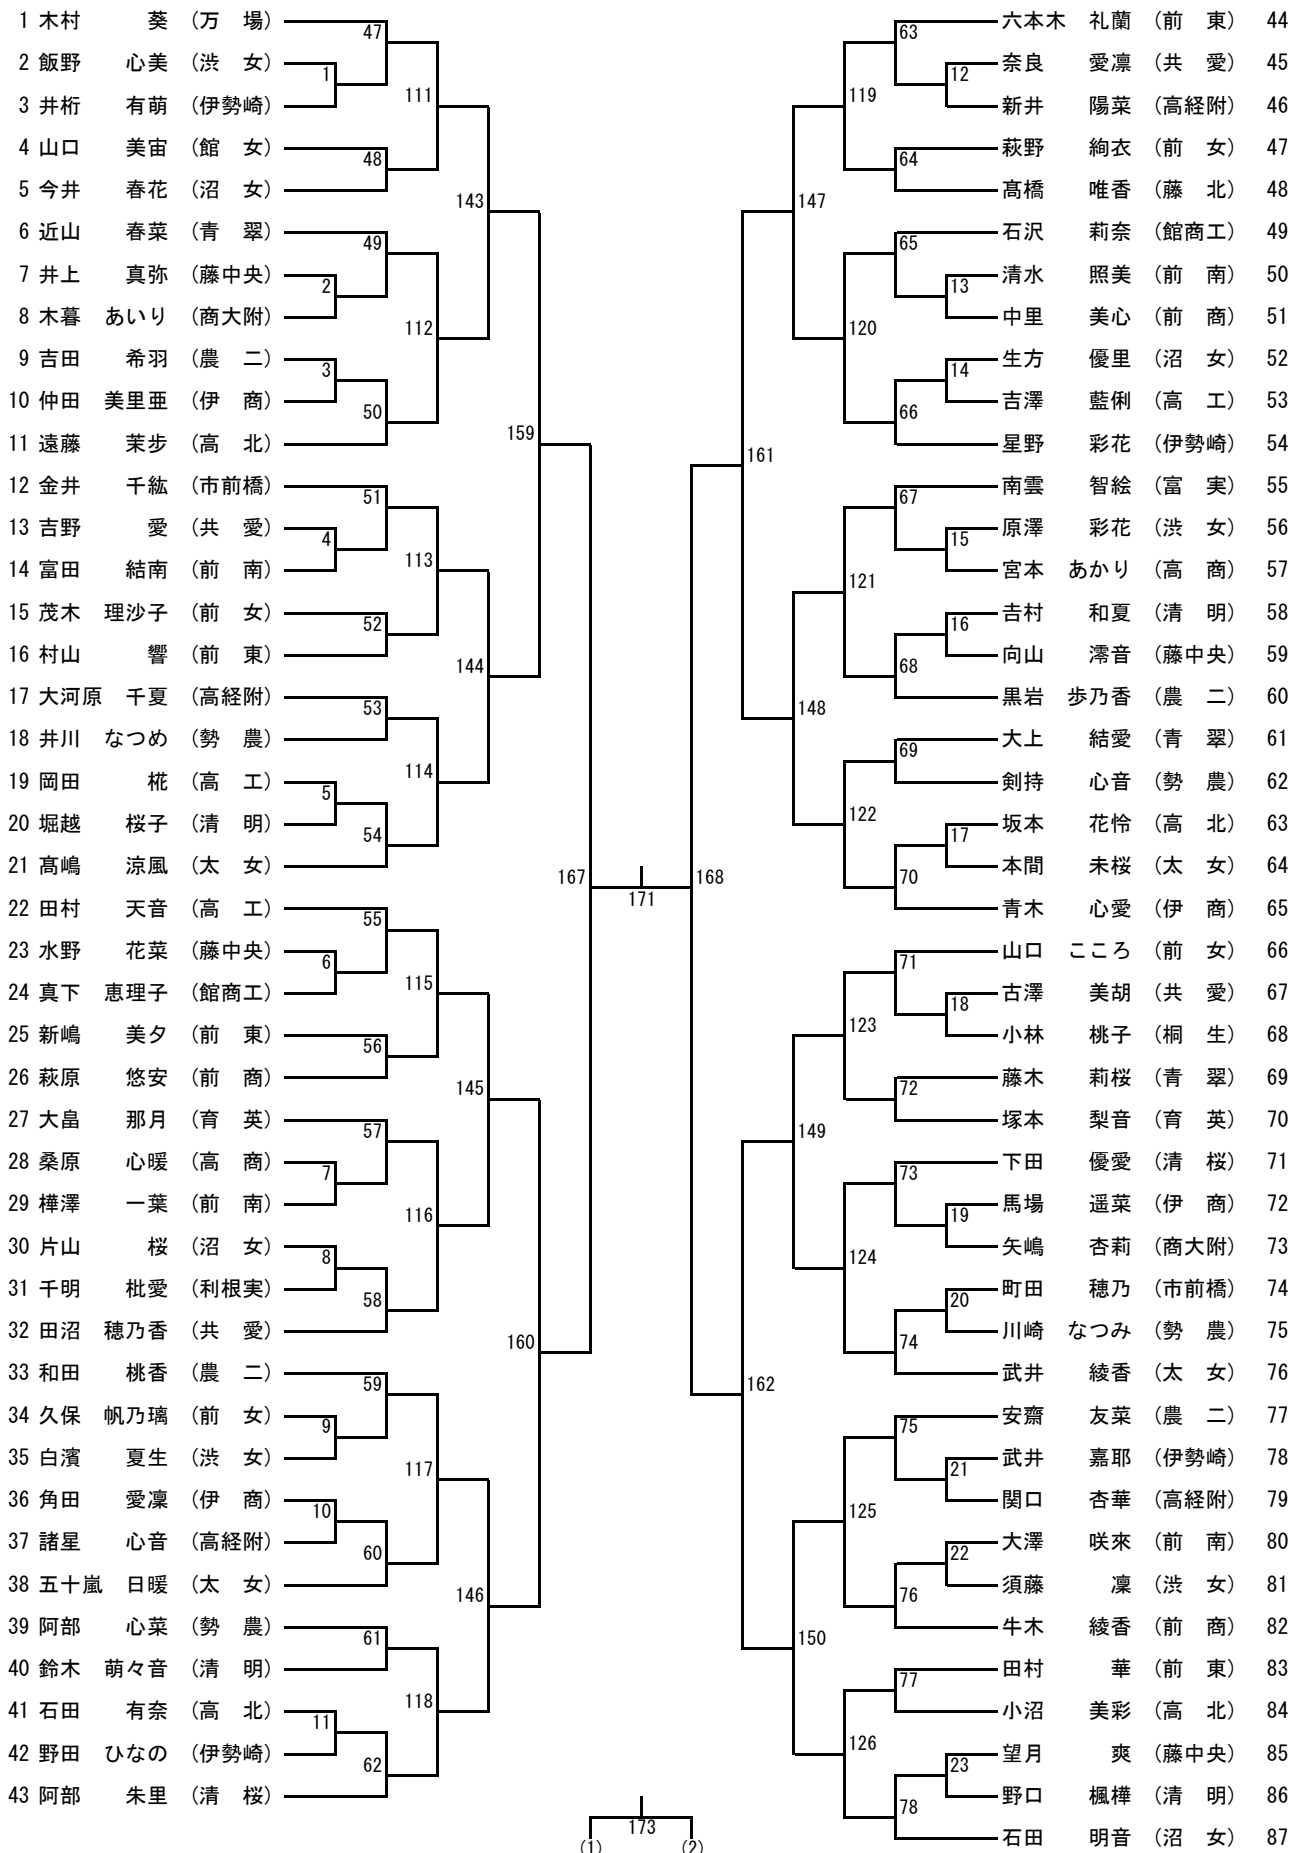 1 木村 葵 (万 場)
2 飯野 心美 (渋 女)
3 井桁 有萌 (伊勢崎)
4 山口 美宙 (館 女)
5 今井 春花 (沼 女)
6 近山 春菜 (青 翠)
7 井上 真弥 (藤中央)
8 木暮 あいり (商大附)
9 吉田 希羽 (農 二)
10 仲田 美里亜 (伊 商)
11 遠藤 茉歩 (高 北)
12 金井 千紘 (市前橋)
13 吉野 愛 (共 愛)
14 富田 結南 (前 南)
15 茂木 理沙子 (前 女)
16 村山 響 (前 東)
17 大河原 千夏 (高経附)
18 井川 なつめ (勢 農)
19 岡田 椛 (高 工)
20 堀越 桜子 (清 明)
21 髙嶋 涼風 (太 女)
22 田村 天音 (高 工)
23 水野 花菜 (藤中央)
24 真下 恵理子 (館商工)
25 新嶋 美夕 (前 東)
26 萩原 悠安 (前 商)
27 大畠 那月 (育 英)
28 桑原 心暖 (高 商)
29 樺澤 一葉 (前 南)
30 片山 桜 (沼 女)
31 千明 枇愛 (利根実)
32 田沼 穂乃香 (共 愛)
33 和田 桃香 (農 二)
34 久保 帆乃璃 (前 女)
35 白濱 夏生 (渋 女)
36 角田 愛凜 (伊 商)
37 諸星 心音 (高経附)
38 五十嵐 日暖 (太 女)
39 阿部 心菜 (勢 農)
40 鈴木 萌々音 (清 明)
41 石田 有奈 (高 北)
42 野田 ひなの (伊勢崎)
43 阿部 朱里 (清 桜)
47
1
111
48
143
49
2
112
3
50
159
51
4
113
52
144
53
114
5
54
167
55
6
115
56
145
57
7
116
8
58
160
59
9
117
10
60
146
61
118
11
62
171
173
(1)
(2)
168
63
12
119
64
147
65
13
120
14
66
161
67
15
121
16
68
148
69
122
17
70
71
18
123
72
149
73
19
124
20
74
162
75
21
125
22
76
150
77
126
23
78
六本木 礼蘭 (前 東) 44
奈良 愛凛 (共 愛) 45
新井 陽菜 (高経附) 46
萩野 絢衣 (前 女) 47
髙橋 唯香 (藤 北) 48
石沢 莉奈 (館商工) 49
清水 照美 (前 南) 50
中里 美心 (前 商) 51
生方 優里 (沼 女) 52
吉澤 藍俐 (高 工) 53
星野 彩花 (伊勢崎) 54
南雲 智絵 (富 実) 55
原澤 彩花 (渋 女) 56
宮本 あかり (高 商) 57
𠮷村 和夏 (清 明) 58
向山 澪音 (藤中央) 59
黒岩 歩乃香 (農 二) 60
大上 結愛 (青 翠) 61
剣持 心音 (勢 農) 62
坂本 花怜 (高 北) 63
本間 未桜 (太 女) 64
青木 心愛 (伊 商) 65
山口 こころ (前 女) 66
古澤 美胡 (共 愛) 67
小林 桃子 (桐 生) 68
藤木 莉桜 (青 翠) 69
塚本 梨音 (育 英) 70
下田 優愛 (清 桜) 71
馬場 遥菜 (伊 商) 72
矢嶋 杏莉 (商大附) 73
町田 穂乃 (市前橋) 74
川崎 なつみ (勢 農) 75
武井 綾香 (太 女) 76
安齋 友菜 (農 二) 77
武井 嘉耶 (伊勢崎) 78
関口 杏華 (高経附) 79
大澤 咲來 (前 南) 80
須藤 凜 (渋 女) 81
牛木 綾香 (前 商) 82
田村 華 (前 東) 83
小沼 美彩 (高 北) 84
望月 爽 (藤中央) 85
野口 楓樺 (清 明) 86
石田 明音 (沼 女) 87